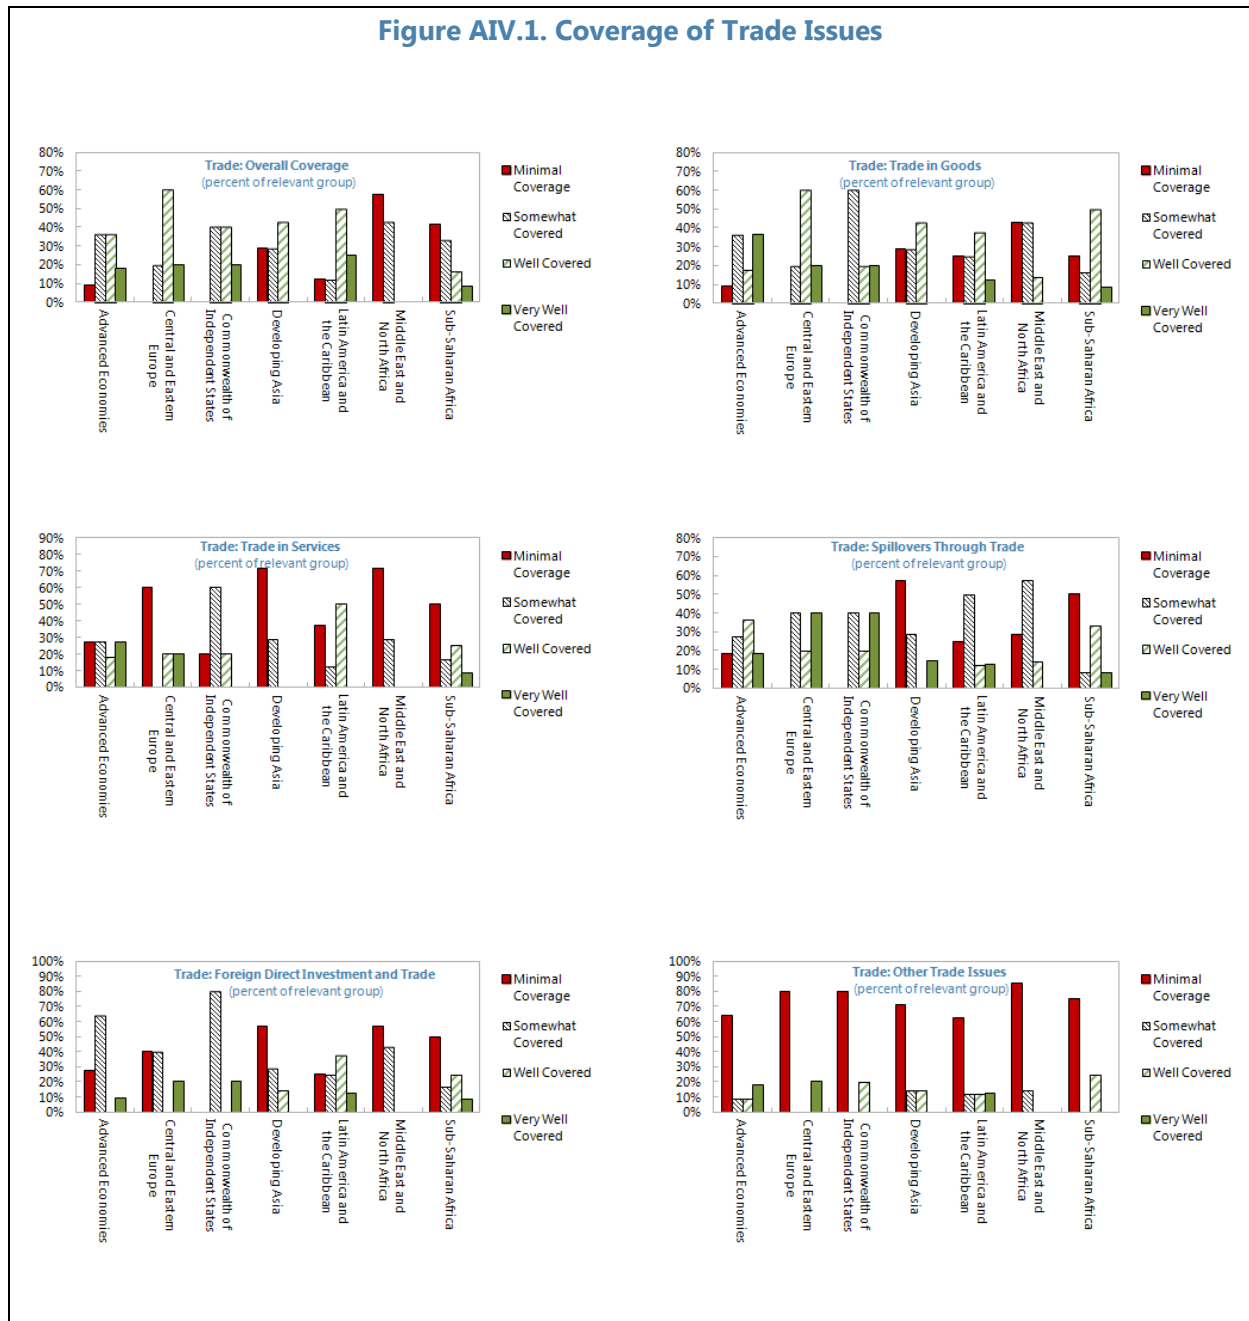 Figure AIV.1. Coverage of Trade Issues
Trade: Overall Coverage
(percent of relevant group)
80%
70%
60%
50%
40%
30%
20%
10%
0%
Advanced Economies
Central and Eastern
Europe
Commonwealth of
Independent States
Developing Asia
Latin America and
the Caribbean
Middle East and
North Africa
Sub-Saharan Africa
Minimal
Coverage
Somewhat
Covered
Well Covered
Very Well
Covered
Trade: Trade in Goods
(percent of relevant group)
80%
70%
60%
50%
40%
30%
20%
10%
0%
Advanced Economies
Central and Eastern
Europe
Commonwealth of
Independent States
Developing Asia
Latin America and
the Caribbean
Middle East and
North Africa
Sub-Saharan Africa
Minimal
Coverage
Somewhat
Covered
Well Covered
Very Well
Covered
Trade: Trade in Services
(percent of relevant group)
90%
80%
70%
60%
50%
40%
30%
20%
10%
0%
Advanced Economies
Central and Eastern
Europe
Commonwealth of
Independent States
Developing Asia
Latin America and
the Caribbean
Middle East and
North Africa
Sub-Saharan Africa
Minimal
Coverage
Somewhat
Covered
Well Covered
Very Well
Covered
Trade: Spillovers Through Trade
(percent of relevant group)
80%
70%
60%
50%
40%
30%
20%
10%
0%
Advanced Economies
Central and Eastern
Europe
Commonwealth of
Independent States
Developing Asia
Latin America and
the Caribbean
Middle East and
North Africa
Sub-Saharan Africa
Minimal
Coverage
Somewhat
Covered
Well Covered
Very Well
Covered
Trade: Foreign Direct Investment and Trade
(percent of relevant group)
100%
90%
80%
70%
60%
50%
40%
30%
20%
10%
0%
Advanced Economies
Central and Eastern
Europe
Commonwealth of
Independent States
Developing Asia
Latin America and
the Caribbean
Middle East and
North Africa
Sub-Saharan Africa
Minimal
Coverage
Somewhat
Covered
Well Covered
Very Well
Covered
Trade: Other Trade Issues
(percent of relevant group)
100%
90%
80%
70%
60%
50%
40%
30%
20%
10%
0%
Advanced Economies
Central and Eastern
Europe
Commonwealth of
Independent States
Developing Asia
Latin America and
the Caribbean
Middle East and
North Africa
Sub-Saharan Africa
Minimal
Coverage
Somewhat
Covered
Well Covered
Very Well
Covered